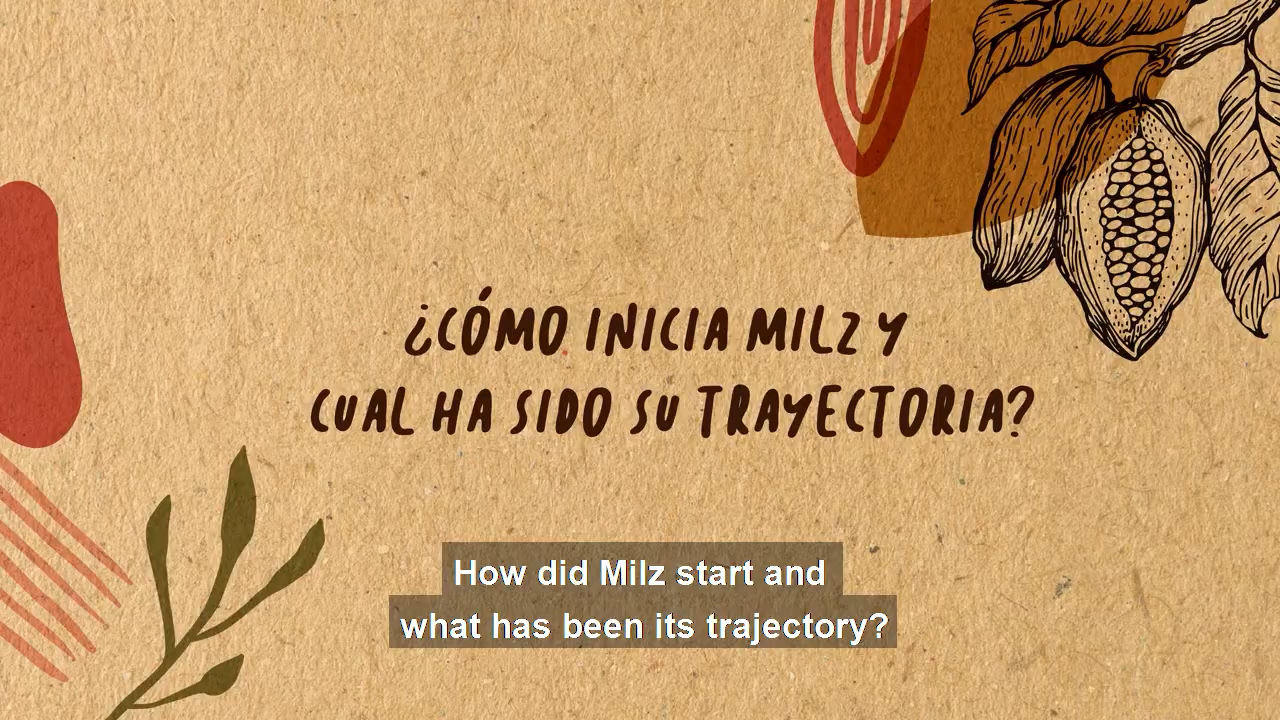 ¿CÓMO INICIA MILZ Y
CUAL HA SIDO SU TRAYECTORIA?
How did Milz start and
what has been its trajectory?